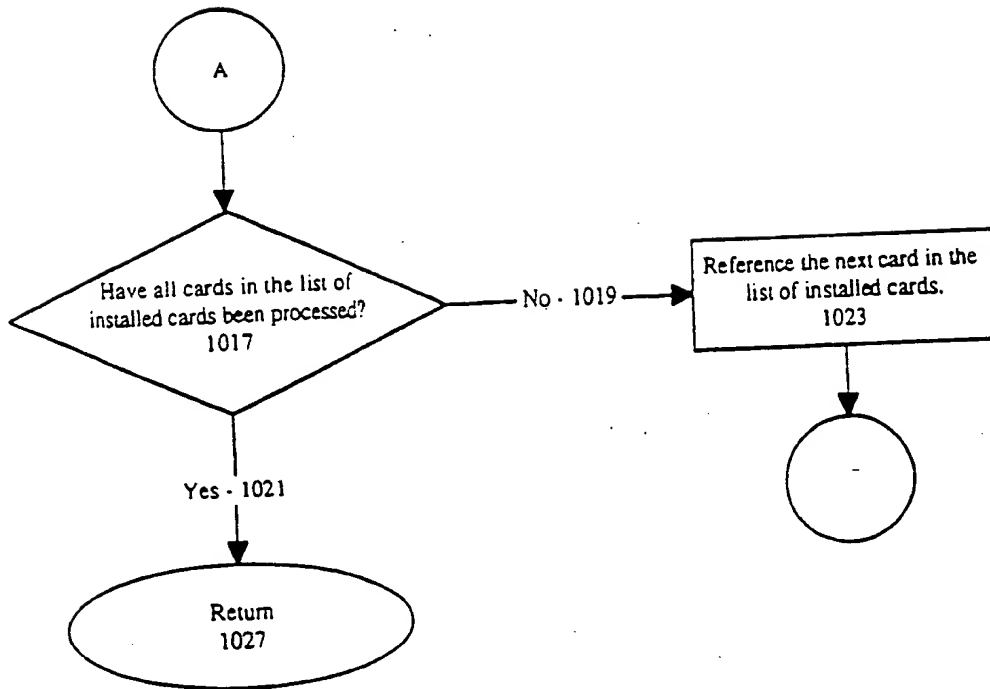 A
Have all cards in the list of
installed cards been processed?
1017
No - 1019
Reference the next card in the
list of installed cards.
1023
Yes - 1021
Return
1027